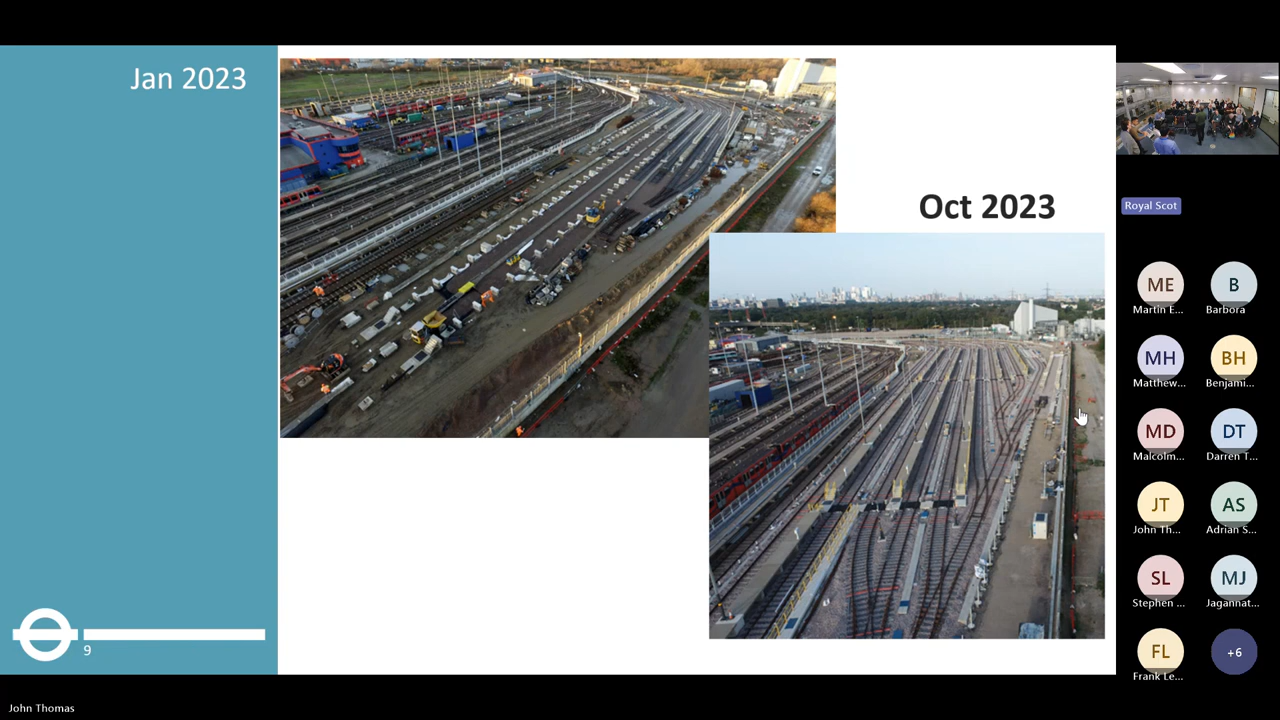 Jan 2023
Oct 2023
9
Royal Scot
ME
Martin E...
B
Barbora
MH
Matthew...
BH
Benjami...
MD
Malcolm...
DT
Darren T...
JT
John Th...
AS
Adrian S...
SL
Stephen ...
MJ
Jagannat...
FL
Frank Le...
+6
John Thomas